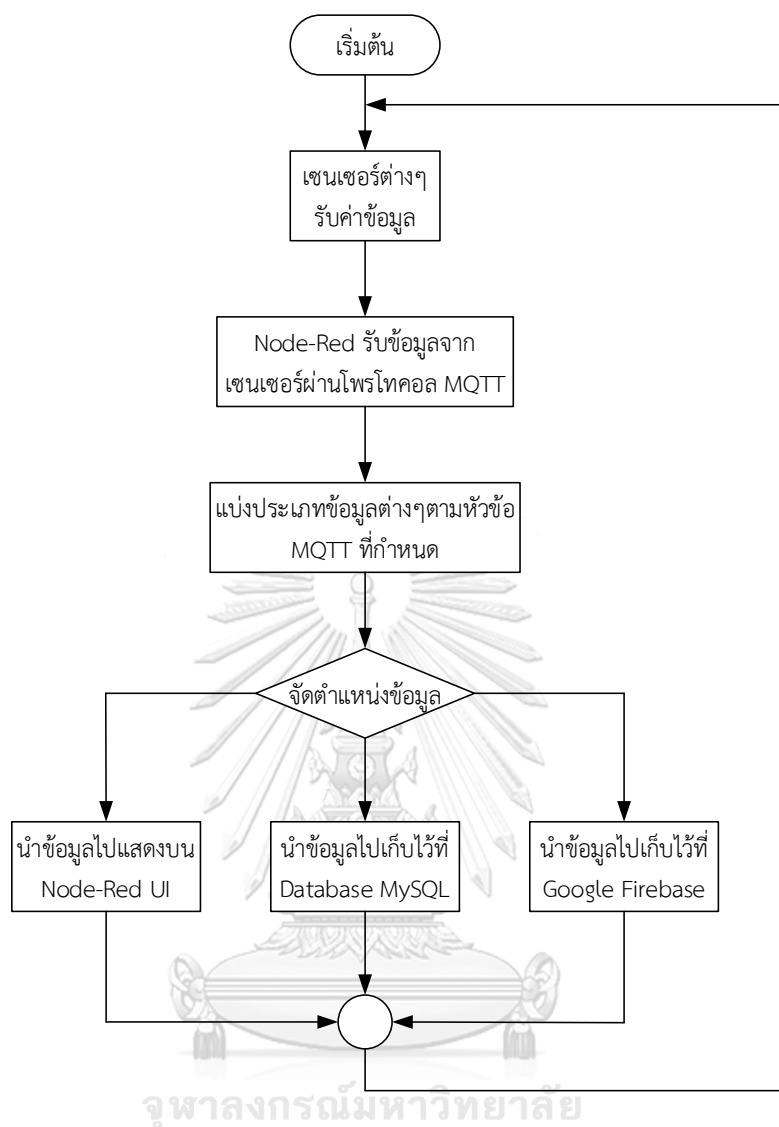 เริ่มต้น
เซนเซอร์ต่างๆ
รับค่าข้อมูล
Node-Red รับข้อมูลจาก
เซนเซอร์ผ่านโพรโทคอล MQTT
แบ่งประเภทข้อมูลต่างๆตามหัวข้อ
MQTT ที่กำหนด
จัดตำแหน่งข้อมูล
นำข้อมูลไปแสดงบน
Node-Red UI
นำข้อมูลไปเก็บไว้ที่
Database MySQL
นำข้อมูลไปเก็บไว้ที่
Google Firebase
จุฬาลงกรณ์มหาวิทยาลัย